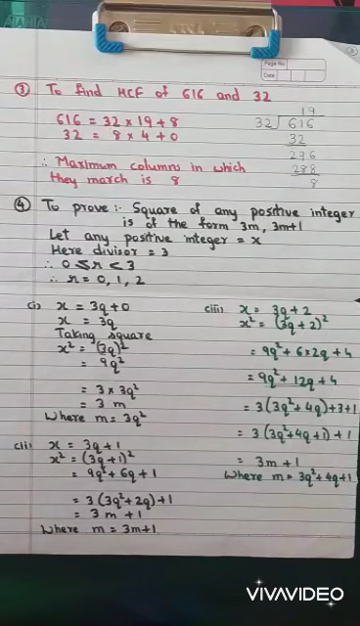 Page No
Date
③ To find HCF of 616 and 32
616 = 32 × 19 + 8
32 = 8 × 4 + 0
∴ Maximum columns in which
they march is 8
19
32 616
32
296
288
8
④ To prove :- Square of any positive integer
is of the form 3m, 3m+1
Let any positive integer = x
Here divisor = 3
∴ 0 ≤ r < 3
∴ r = 0, 1, 2
(i) x = 3q + 0
x = 3q
Taking square
x² = (3q)²
= 9q²
= 3 × 3q²
= 3 m
Where m = 3q²
(ii) x = 3q + 1
x² = (3q + 1)²
= 9q² + 6q + 1
= 3 (3q² + 2q) + 1
= 3 m + 1
Where m = 3m+1
(iii) x = 3q + 2
x² = (3q + 2)²
= 9q² + 6×2q + 4
= 9q² + 12q + 4
= 3 (3q² + 4q) + 3 + 1
= 3 (3q² + 4q + 1) + 1
= 3m + 1
Where m = 3q² + 4q + 1
VIVAVIDEO